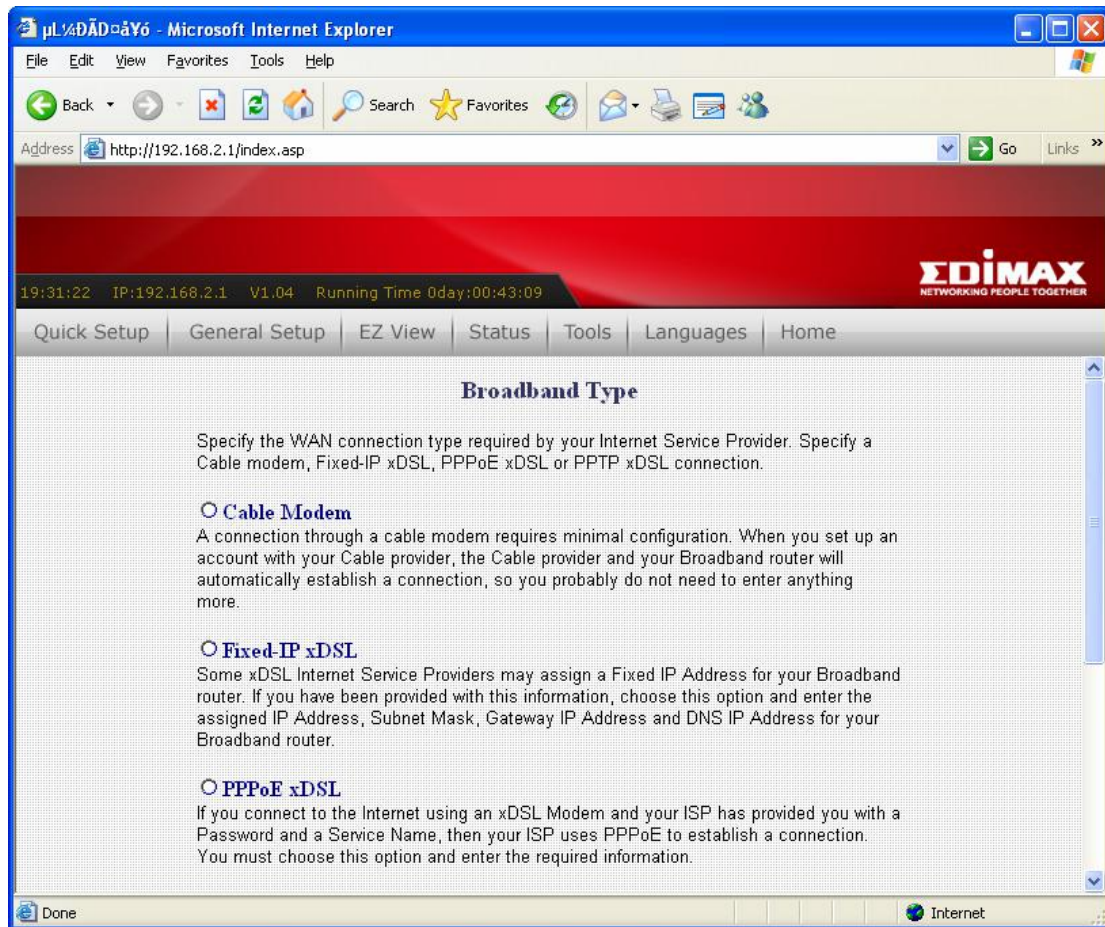 µL¼ÐÃD¤å¥ó - Microsoft Internet Explorer
File Edit View Favorites Tools Help
Back Search Favorites
Address http://192.168.2.1/index.asp Go Links »
EDIMAX
NETWORKING PEOPLE TOGETHER
19:31:22 IP:192.168.2.1 V1.04 Running Time 0day:00:43:09
Quick Setup General Setup EZ View Status Tools Languages Home
Broadband Type
Specify the WAN connection type required by your Internet Service Provider. Specify a
Cable modem, Fixed-IP xDSL, PPPoE xDSL or PPTP xDSL connection.
Cable Modem
A connection through a cable modem requires minimal configuration. When you set up an
account with your Cable provider, the Cable provider and your Broadband router will
automatically establish a connection, so you probably do not need to enter anything
more.
Fixed-IP xDSL
Some xDSL Internet Service Providers may assign a Fixed IP Address for your Broadband
router. If you have been provided with this information, choose this option and enter the
assigned IP Address, Subnet Mask, Gateway IP Address and DNS IP Address for your
Broadband router.
PPPoE xDSL
If you connect to the Internet using an xDSL Modem and your ISP has provided you with a
Password and a Service Name, then your ISP uses PPPoE to establish a connection.
You must choose this option and enter the required information.
Done Internet